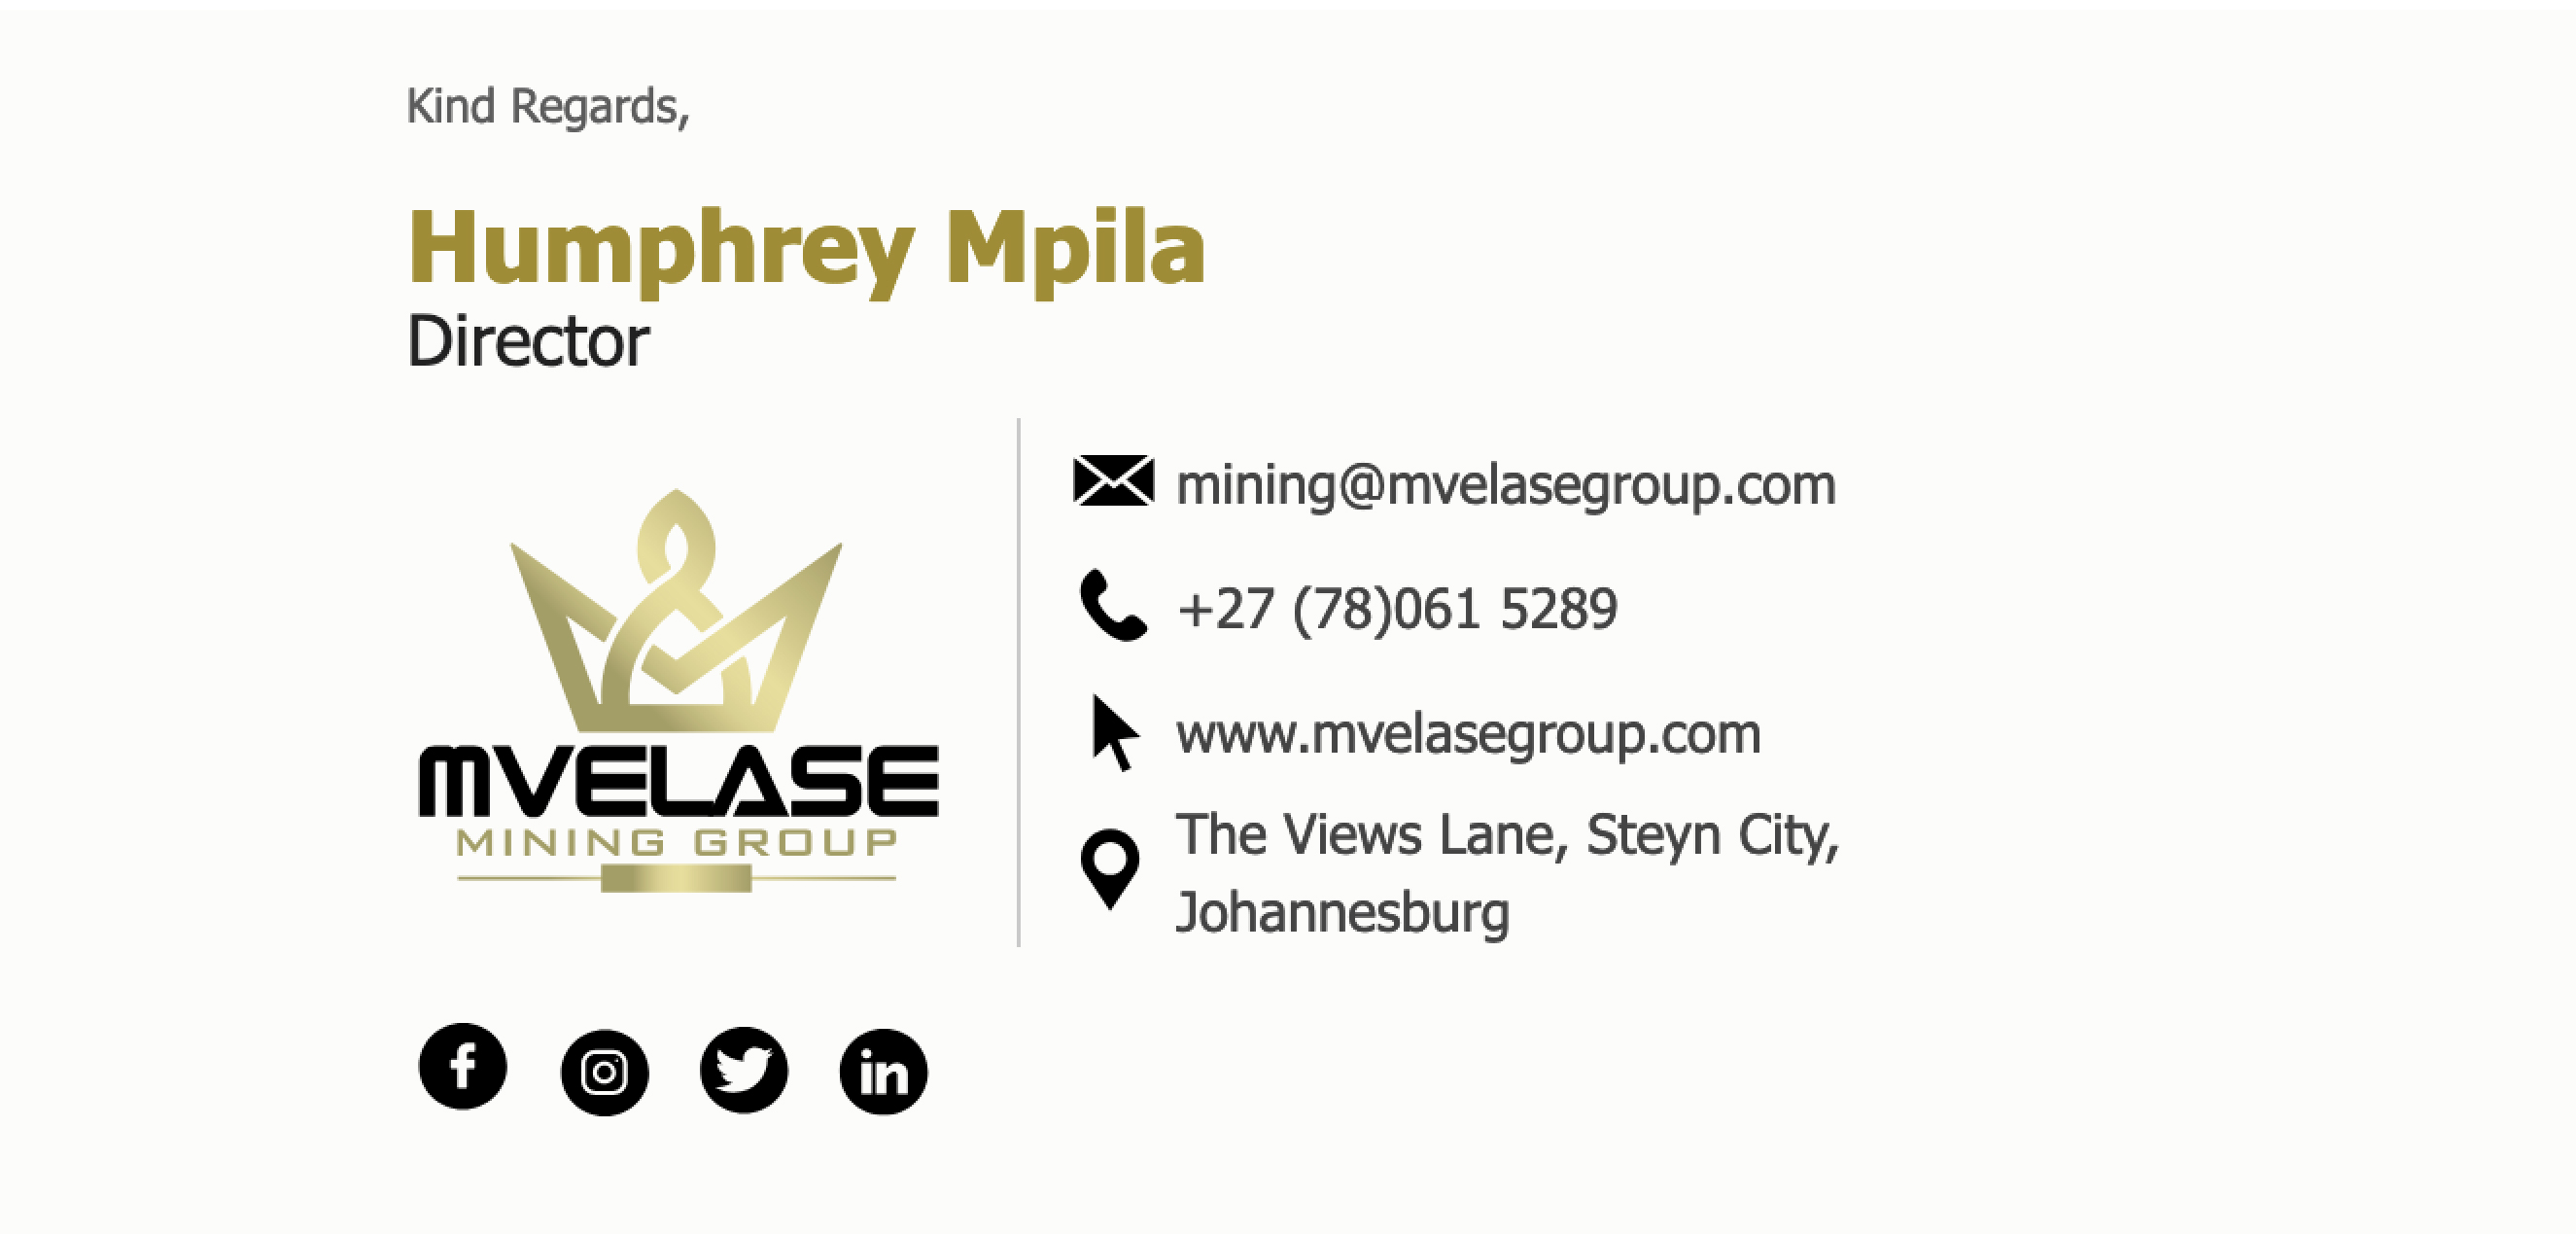 Kind Regards,
Humphrey Mpila
Director
MVELASE
MINING GROUP
mining@mvelasegroup.com
+27 (78)061 5289
www.mvelasegroup.com
The Views Lane, Steyn City,
Johannesburg